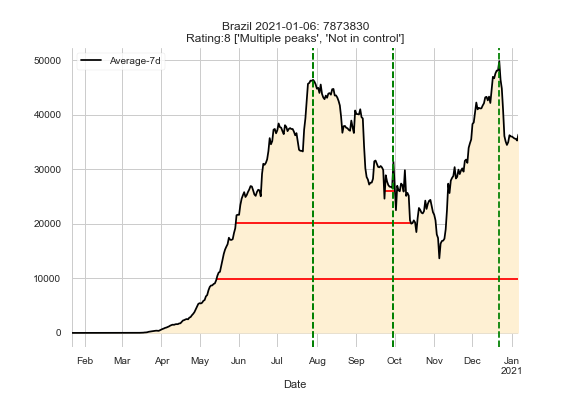 Brazil 2021-01-06: 7873830
Rating:8 ['Multiple peaks', 'Not in control']
Average-7d
50000
40000
30000
20000
10000
0
Feb Mar Apr May Jun Jul Aug Sep Oct Nov Dec Jan
2021
Date